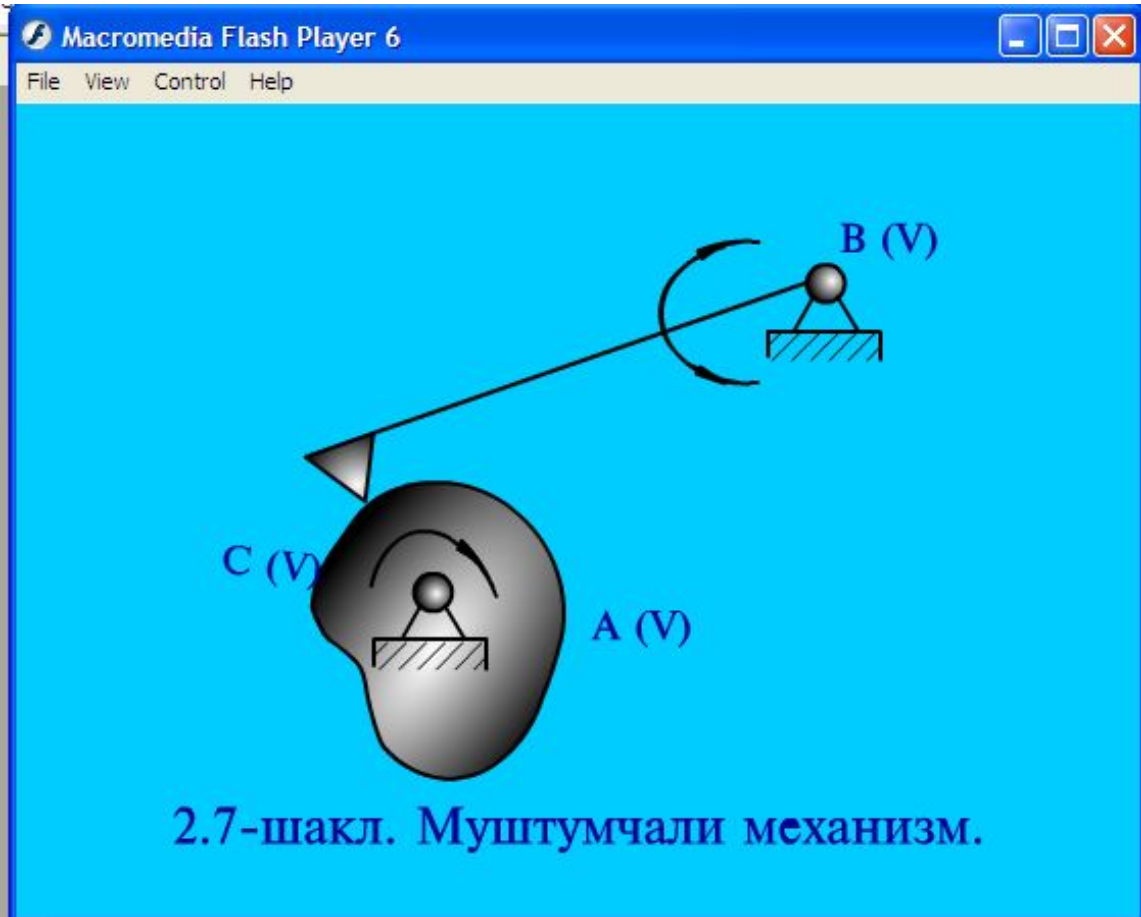 Macromedia Flash Player 6
File View Control Help
B (V)
C (V)
A (V)
2.7-шакл. Муштумчали механизм.